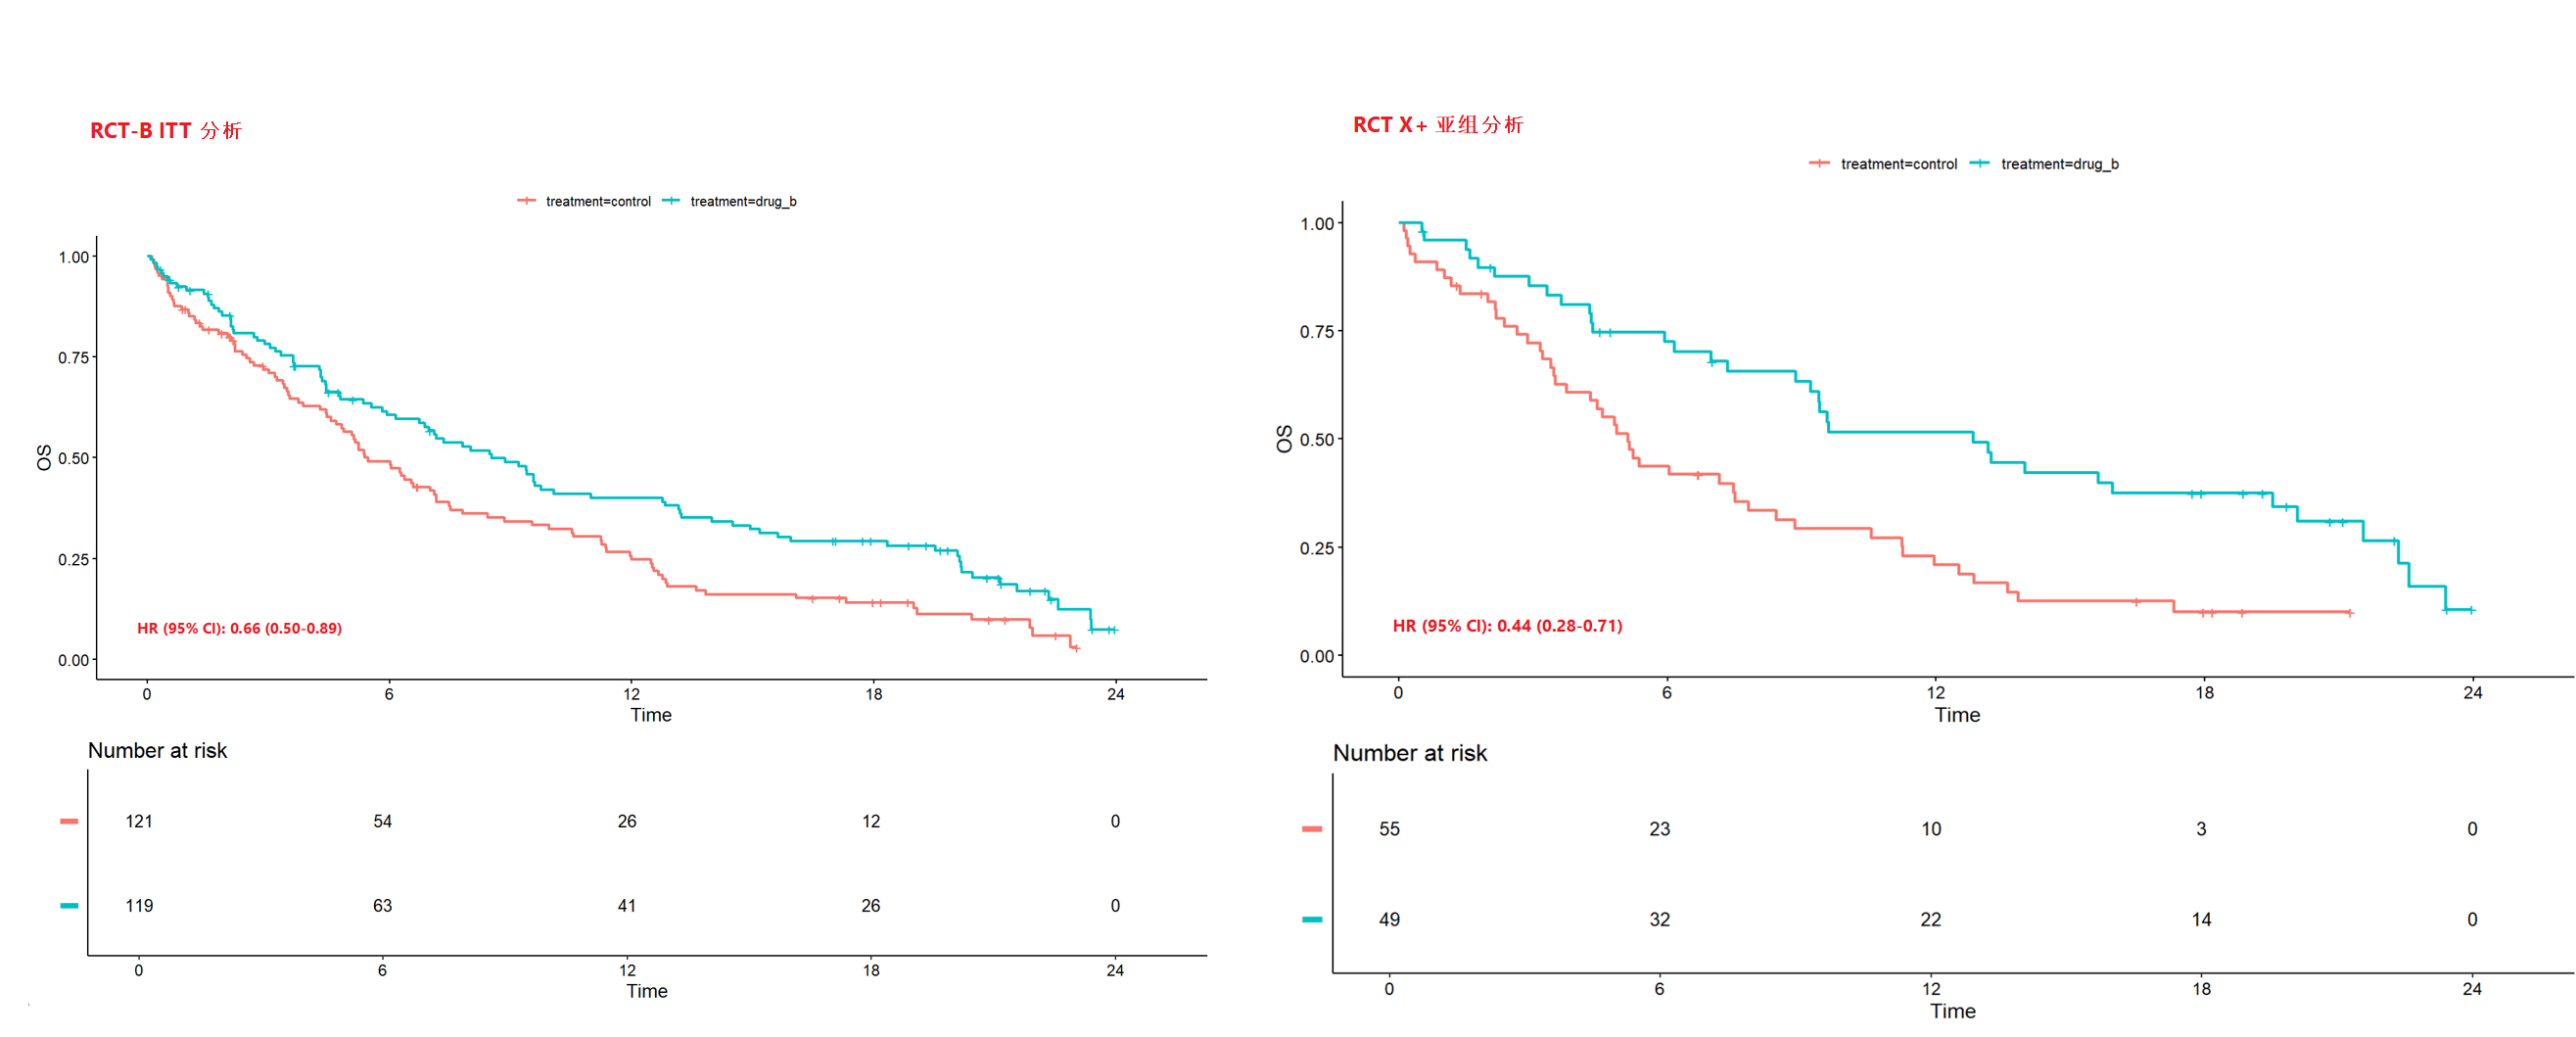 RCT-B ITT 分析
treatment=control treatment=drug_b
1.00
0.75
0.50
0.25
0.00
OS
HR (95% CI): 0.66 (0.50-0.89)
0 6 12 18 24
Time
Number at risk
121 54 26 12 0
119 63 41 26 0
0 6 12 18 24
Time
RCT X+ 亚组分析
treatment=control treatment=drug_b
1.00
0.75
0.50
0.25
0.00
OS
HR (95% CI): 0.44 (0.28-0.71)
0 6 12 18 24
Time
Number at risk
55 23 10 3 0
49 32 22 14 0
0 6 12 18 24
Time